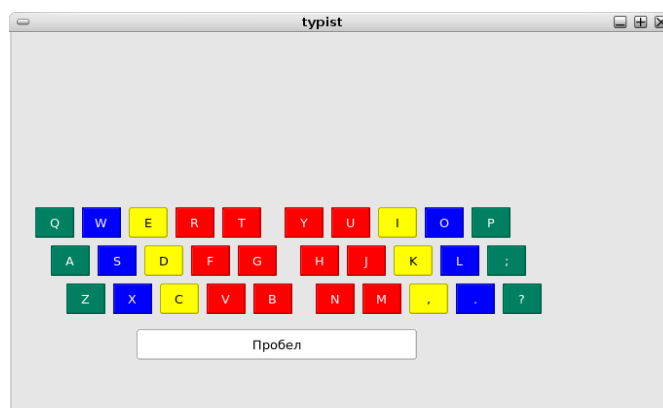 typist
Q W E R T Y U I O P
A S D F G H J K L ;
Z X C V B N M , . ?
Пробел